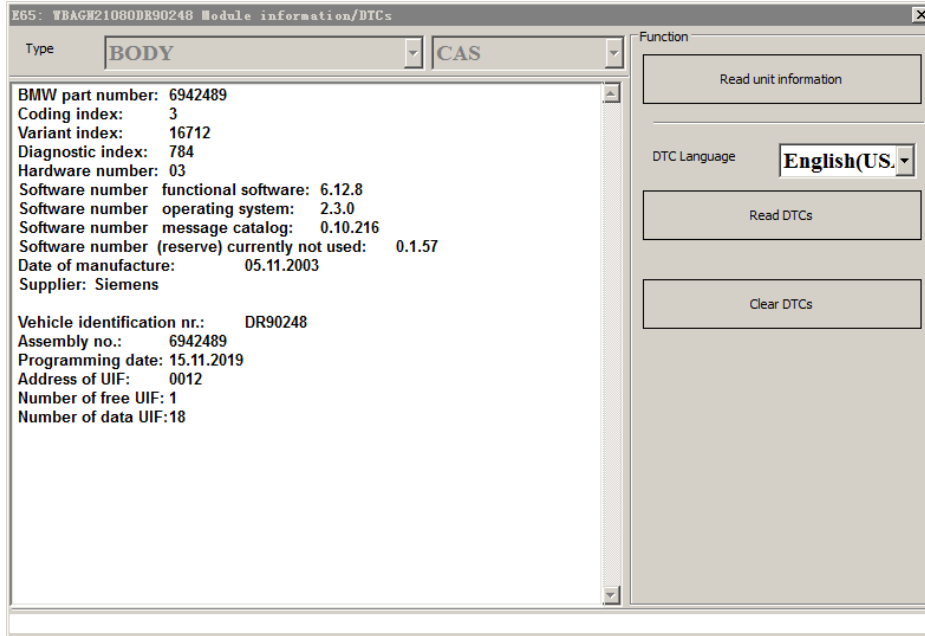 E65: WBAGH21080DR90248 Module information/DTCs
Type
BODY
CAS
BMW part number: 6942489
Coding index: 3
Variant index: 16712
Diagnostic index: 784
Hardware number: 03
Software number functional software: 6.12.8
Software number operating system: 2.3.0
Software number message catalog: 0.10.216
Software number (reserve) currently not used: 0.1.57
Date of manufacture: 05.11.2003
Supplier: Siemens
Vehicle identification nr.: DR90248
Assembly no.: 6942489
Programming date: 15.11.2019
Address of UIF: 0012
Number of free UIF: 1
Number of data UIF:18
Function
Read unit information
DTC Language
English(US.
Read DTCs
Clear DTCs